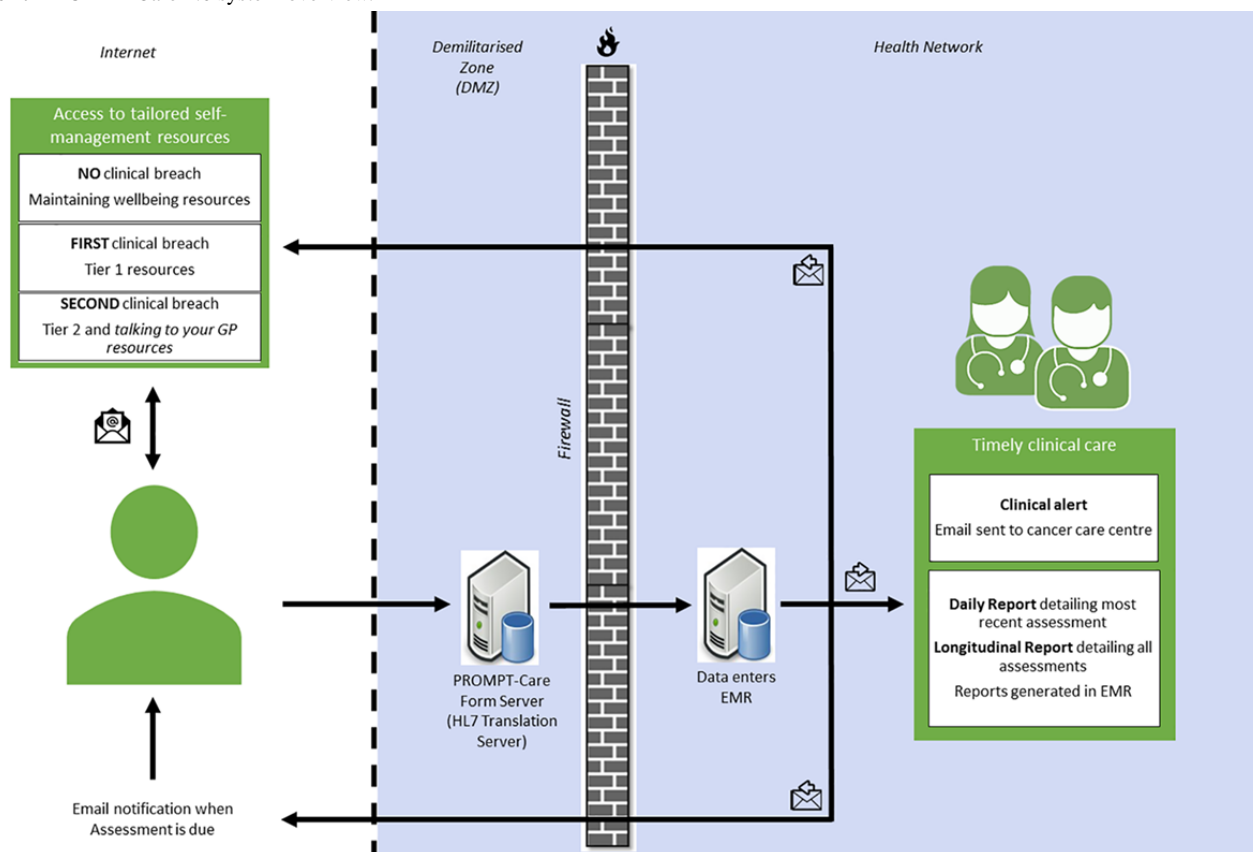 Internet
Demilitarised
Zone
(DMZ)
Health Network
Access to tailored self-
management resources
NO clinical breach
Maintaining wellbeing resources
FIRST clinical breach
Tier 1 resources
SECOND clinical breach
Tier 2 and talking to your GP
resources
@
Firewall
Timely clinical care
Clinical alert
Email sent to cancer care centre
Daily Report detailing most
recent assessment
Longitudinal Report detailing all
assessments
Reports generated in EMR
PROMPT-Care
Form Server
(HL7 Translation
Server)
Data enters
EMR
Email notification when
Assessment is due